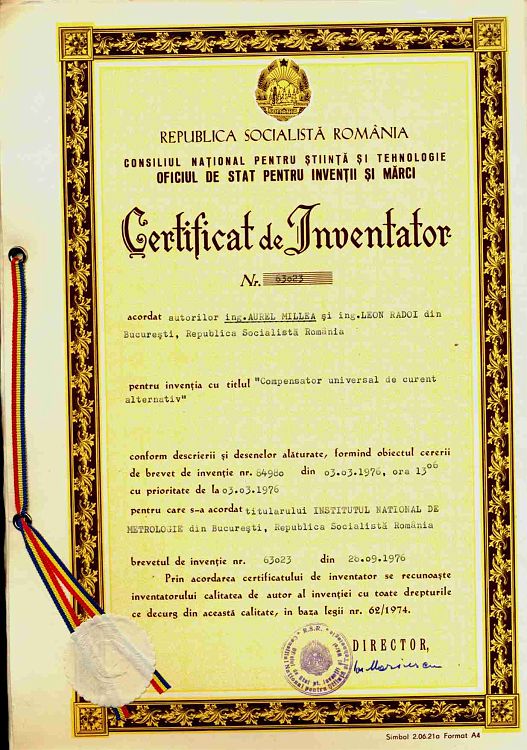 REPUBLICA SOCIALISTĂ ROMÂNIA
CONSILIUL NAȚIONAL PENTRU ȘTIINȚĂ ȘI TEHNOLOGIE
OFICIUL DE STAT PENTRU INVENȚII ȘI MĂRCI
Certificat de Inventator
Nr. 63023
acordat autorilor ing.AUREL MILLEA și ing.LEON RADOI din
București, Republica Socialistă România
pentru invenția cu titlul "Compensator universal de curent
alternativ"
conform descrierii și desenelor alăturate, formind obiectul cererii
de brevet de invenție nr. 84980 din 03.03.1976, ora 13⁰⁰
cu prioritate de la 03.03.1976
pentru care s-a acordat titularului INSTITUTUL NATIONAL DE
METROLOGIE din București, Republica Socialistă România
brevetul de invenție nr. 63023 din 20.09.1976
Prin acordarea certificatului de inventator se recunoaște
inventatorului calitatea de autor al invenției cu toate drepturile
ce decurg din această calitate, in baza legii nr. 62/1974.
DIRECTOR,
R.S.R.
Simbol 2.06.21a Format A4